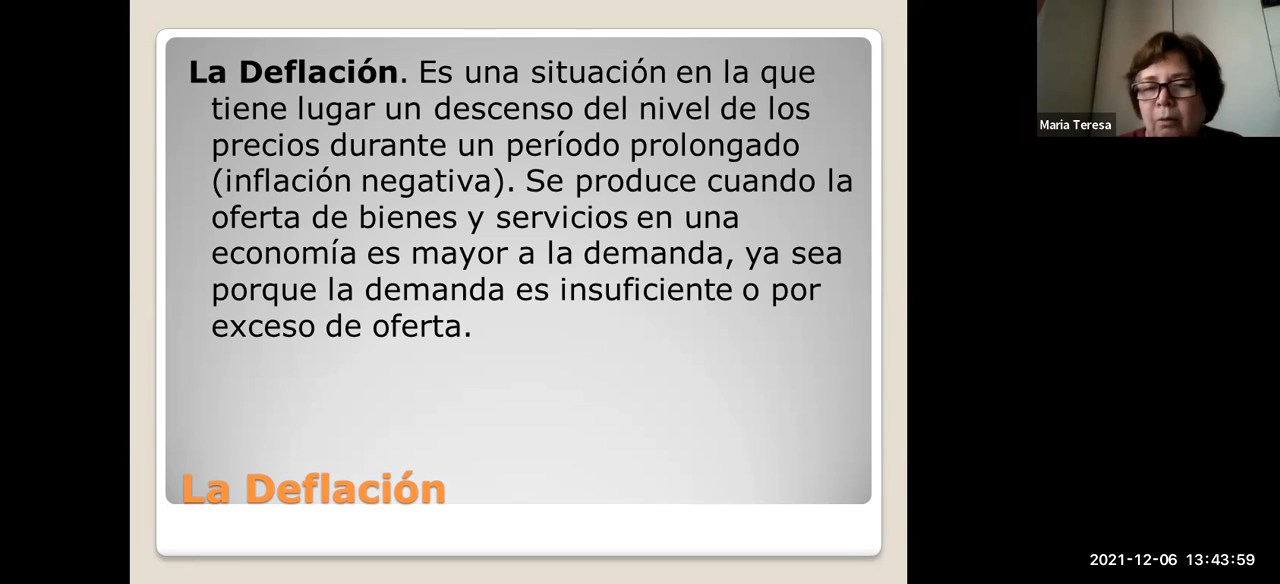 La Deflación. Es una situación en la que
tiene lugar un descenso del nivel de los
precios durante un período prolongado
(inflación negativa). Se produce cuando la
oferta de bienes y servicios en una
economía es mayor a la demanda, ya sea
porque la demanda es insuficiente o por
exceso de oferta.
La Deflación
Maria Teresa
2021-12-06 13:43:59